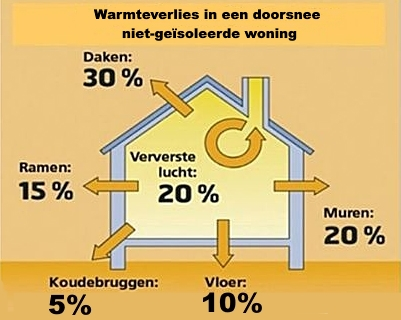 Warmteverlies in een doorsnee
niet-geïsoleerde woning
Daken:
30 %
Ververste
lucht:
20 %
Ramen:
15 %
Muren:
20 %
Koudebruggen:
5%
Vloer:
10%